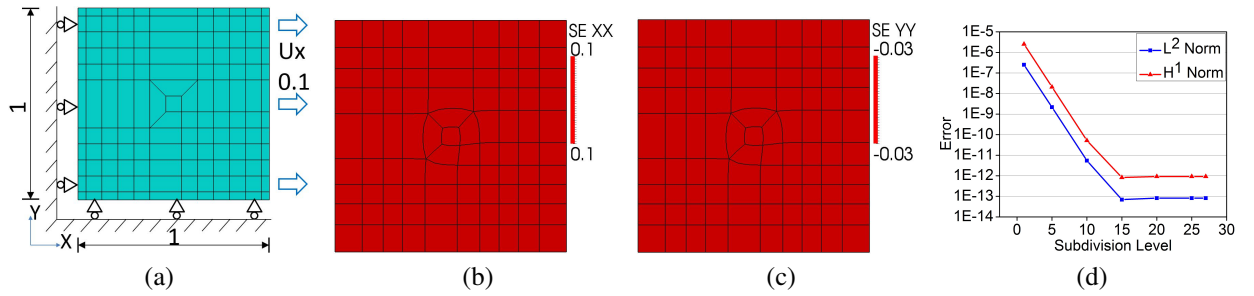 1
Ux
0.1
Y
X
1
(a)
SE XX
0.1
0.1
(b)
SE YY
-0.03
-0.03
(c)
1E-5
1E-6
1E-7
1E-8
1E-9
1E-10
1E-11
1E-12
1E-13
1E-14
Error
L² Norm
H¹ Norm
0 5 10 15 20 25 30
Subdivision Level
(d)